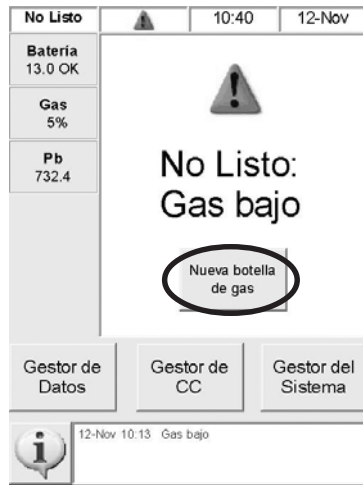 No Listo 10:40 12-Nov
Batería
13.0 OK
Gas
5%
Pb
732.4
No Listo:
Gas bajo
Nueva botella
de gas
Gestor de
Datos
Gestor de
CC
Gestor del
Sistema
12-Nov 10:13 Gas bajo